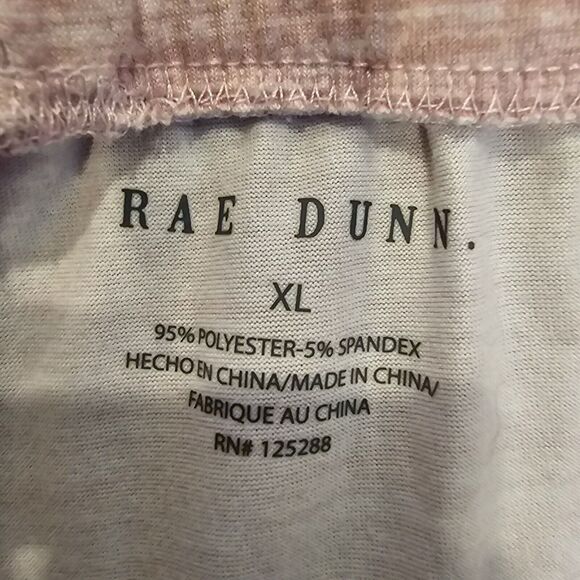 RAE DUNN.
XL
95% POLYESTER-5% SPANDEX
HECHO EN CHINA/MADE IN CHINA/
FABRIQUE AU CHINA
RN# 125288